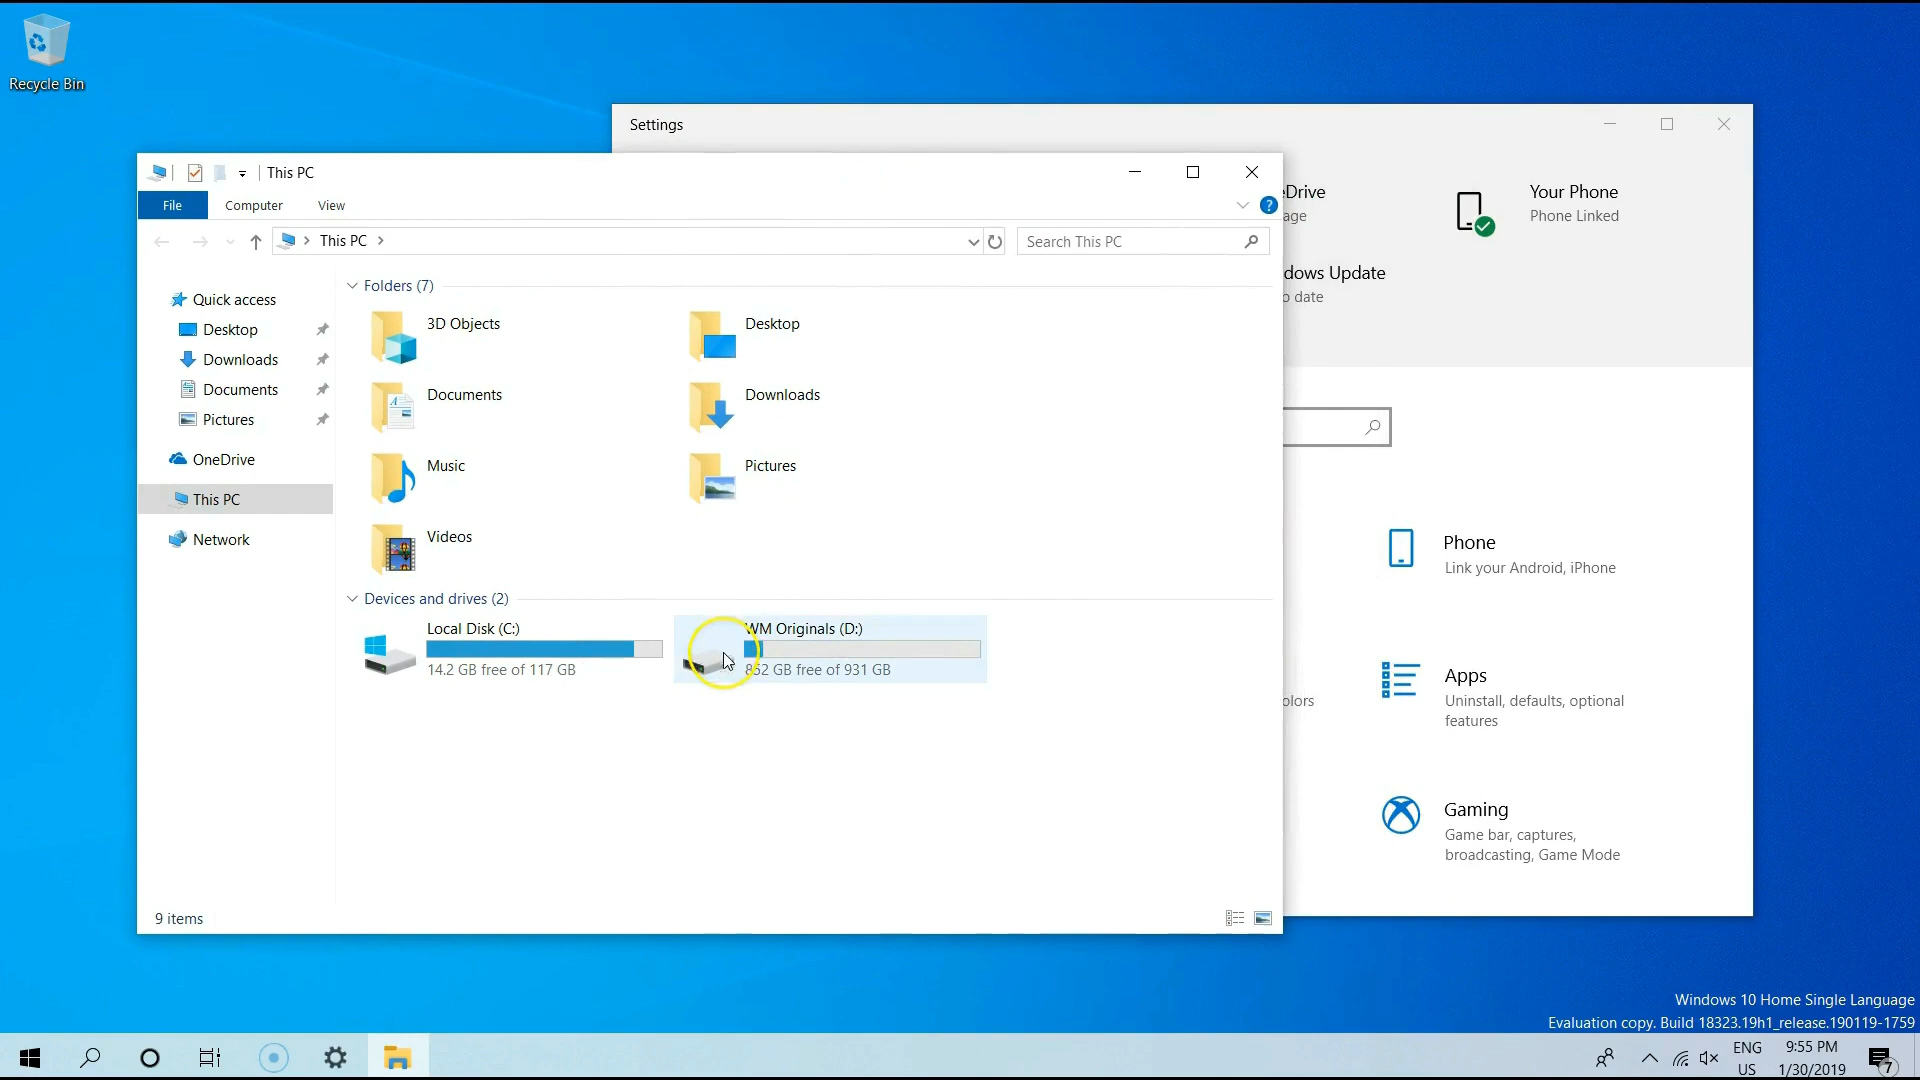 Recycle Bin
Settings
This PC
File
Computer
View
?
This PC
Search This PC
Drive
age
Your Phone
Phone Linked
dows Update
o date
Quick access
Desktop
Downloads
Documents
Pictures
OneDrive
This PC
Network
Folders (7)
3D Objects
Desktop
Documents
Downloads
Music
Pictures
Videos
Devices and drives (2)
Local Disk (C:)
14.2 GB free of 117 GB
WM Originals (D:)
852 GB free of 931 GB
Phone
Link your Android, iPhone
olors
Apps
Uninstall, defaults, optional
features
Gaming
Game bar, captures,
broadcasting, Game Mode
9 items
Windows 10 Home Single Language
Evaluation copy. Build 18323.19h1_release.190119-1759
ENG
US
9:55 PM
1/30/2019
7